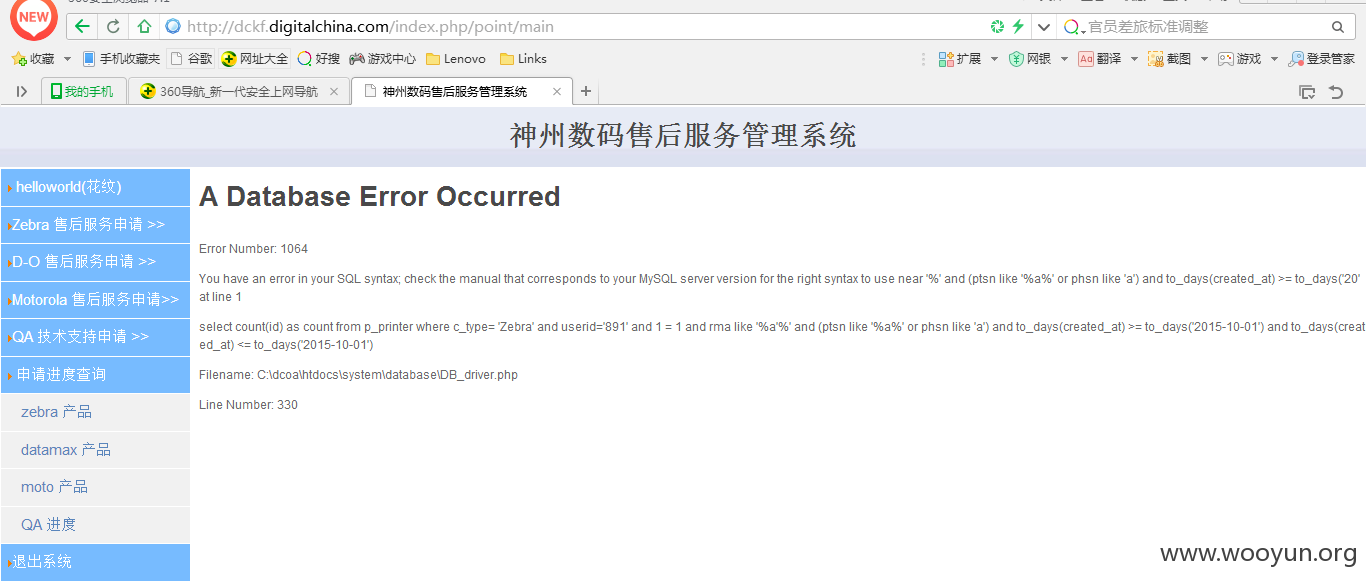 NEW
http://dckf.digitalchina.com/index.php/point/main
官员差旅标准调整
收藏 手机收藏夹 谷歌 网址大全 好搜 游戏中心 Lenovo Links 扩展 网银 Aa 翻译 截图 游戏 登录管家
我的手机 360导航_新一代安全上网导航 神州数码售后服务管理系统
神州数码售后服务管理系统
helloworld(花纹)
Zebra 售后服务申请 >>
D-O 售后服务申请 >>
Motorola 售后服务申请>>
QA 技术支持申请 >>
申请进度查询
zebra 产品
datamax 产品
moto 产品
QA 进度
退出系统
A Database Error Occurred
Error Number: 1064
You have an error in your SQL syntax; check the manual that corresponds to your MySQL server version for the right syntax to use near '%' and (ptsn like '%a%' or phsn like 'a') and to_days(created_at) >= to_days('20'
at line 1
select count(id) as count from p_printer where c_type= 'Zebra' and userid='891' and 1 = 1 and rma like '%a'%' and (ptsn like '%a%' or phsn like 'a') and to_days(created_at) >= to_days('2015-10-01') and to_days(creat
ed_at) <= to_days('2015-10-01')
Filename: C:\dcoa\htdocs\system\database\DB_driver.php
Line Number: 330
www.wooyun.org